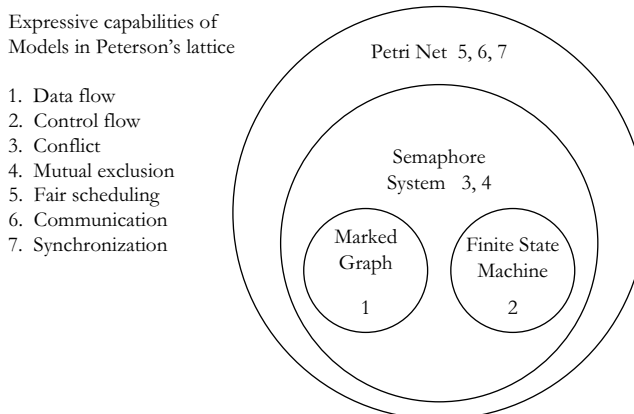 Expressive capabilities of
Models in Peterson’s lattice
1. Data flow
2. Control flow
3. Conflict
4. Mutual exclusion
5. Fair scheduling
6. Communication
7. Synchronization
Petri Net 5, 6, 7
Semaphore
System 3, 4
Marked
Graph
1
Finite State
Machine
2